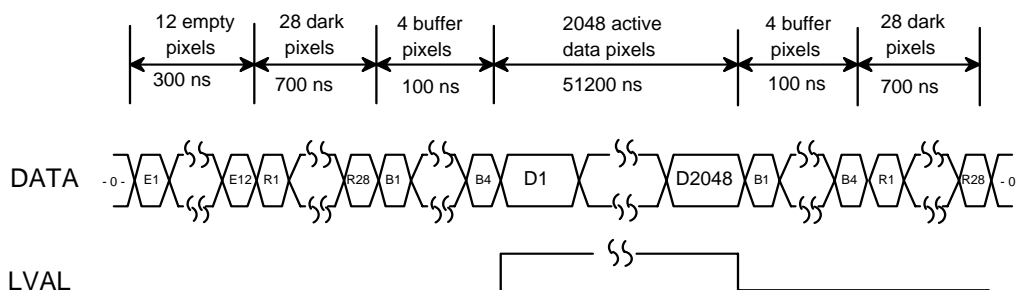 12 empty pixels
28 dark pixels
4 buffer pixels
2048 active data pixels
4 buffer pixels
28 dark pixels
300 ns
700 ns
100 ns
51200 ns
100 ns
700 ns
DATA - 0 - E1 E12 R1 R28 B1 B4 D1 D2048 B1 B4 R1 R28 - 0
LVAL